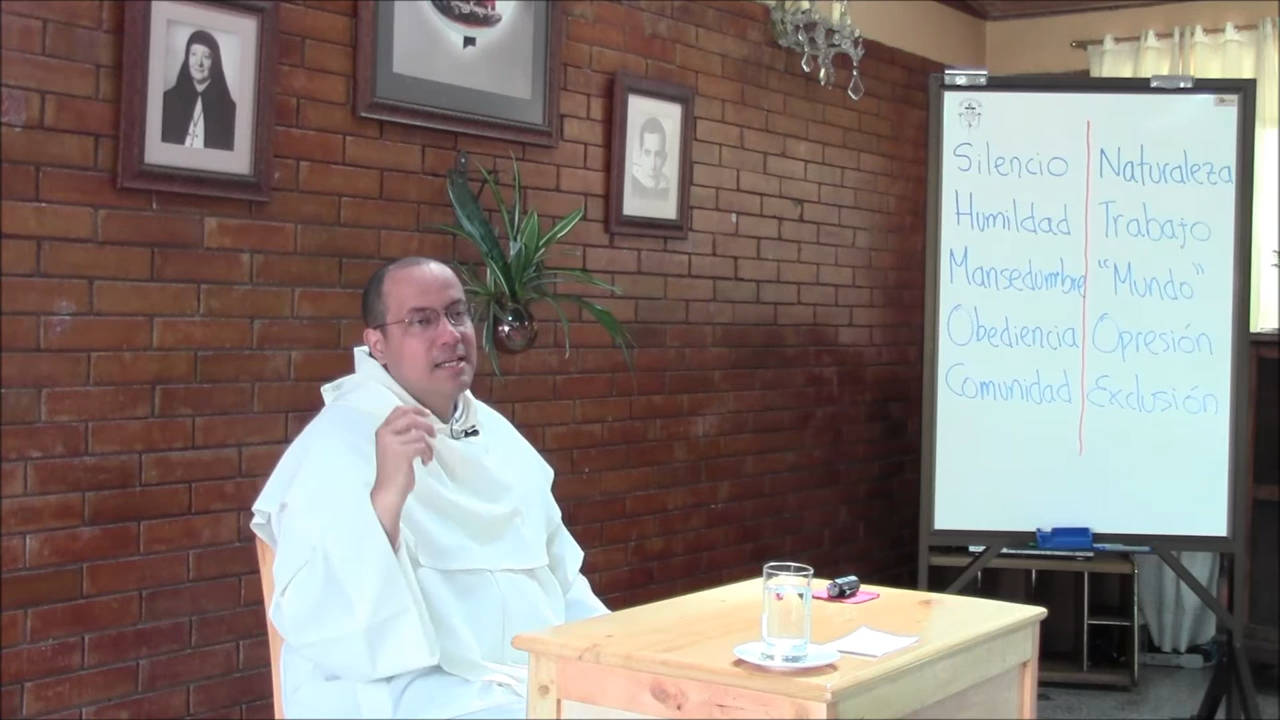 Silencio
Humildad
Mansedumbre
Obediencia
Comunidad
Naturaleza
Trabajo
"Mundo"
Opresión
Exclusión